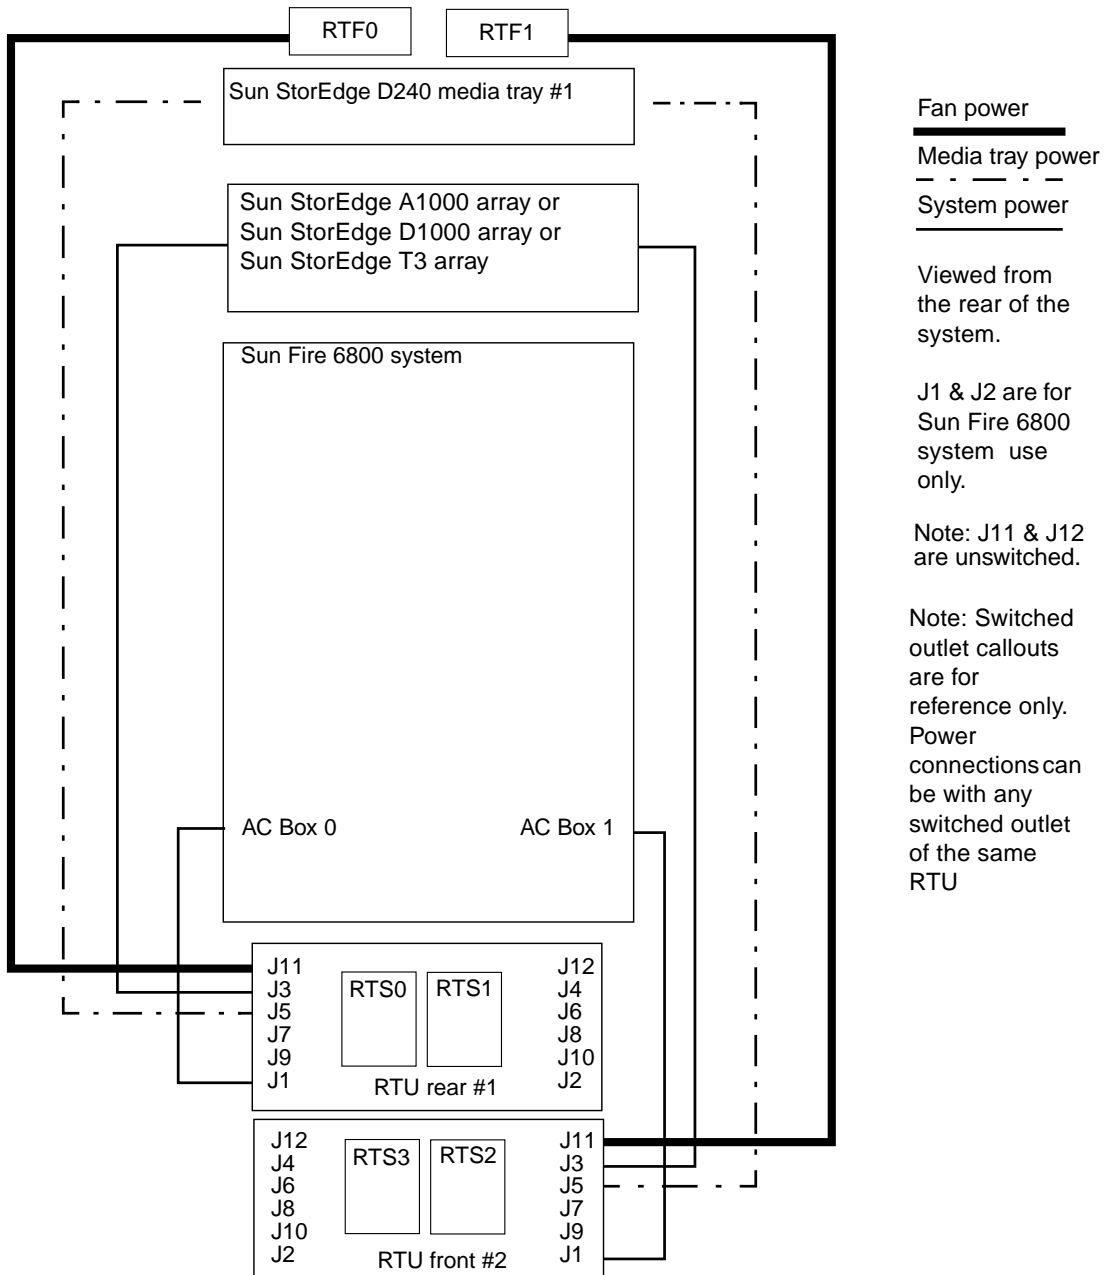 RTF0
RTF1
Sun StorEdge D240 media tray #1
Sun StorEdge A1000 array or
Sun StorEdge D1000 array or
Sun StorEdge T3 array
Sun Fire 6800 system
AC Box 0
AC Box 1
J11
J3
J5
J7
J9
J1
RTS0
RTS1
RTU rear #1
J12
J4
J6
J8
J10
J2
J12
J4
J6
J8
J10
J2
RTS3
RTS2
RTU front #2
J11
J3
J5
J7
J9
J1
Fan power
Media tray power
System power
Viewed from
the rear of the
system.
J1 & J2 are for
Sun Fire 6800
system use
only.
Note: J11 & J12
are unswitched.
Note: Switched
outlet callouts
are for
reference only.
Power
connections can
be with any
switched outlet
of the same
RTU